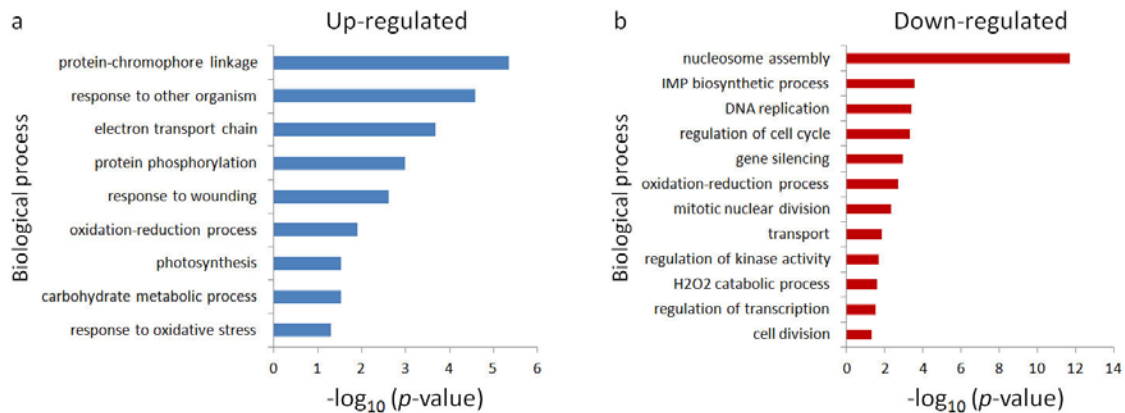 a
Up-regulated
Biological process
protein-chromophore linkage
response to other organism
electron transport chain
protein phosphorylation
response to wounding
oxidation-reduction process
photosynthesis
carbohydrate metabolic process
response to oxidative stress
0 1 2 3 4 5 6
-log10 (p-value)
b
Down-regulated
Biological process
nucleosome assembly
IMP biosynthetic process
DNA replication
regulation of cell cycle
gene silencing
oxidation-reduction process
mitotic nuclear division
transport
regulation of kinase activity
H2O2 catabolic process
regulation of transcription
cell division
0 2 4 6 8 10 12 14
-log10 (p-value)